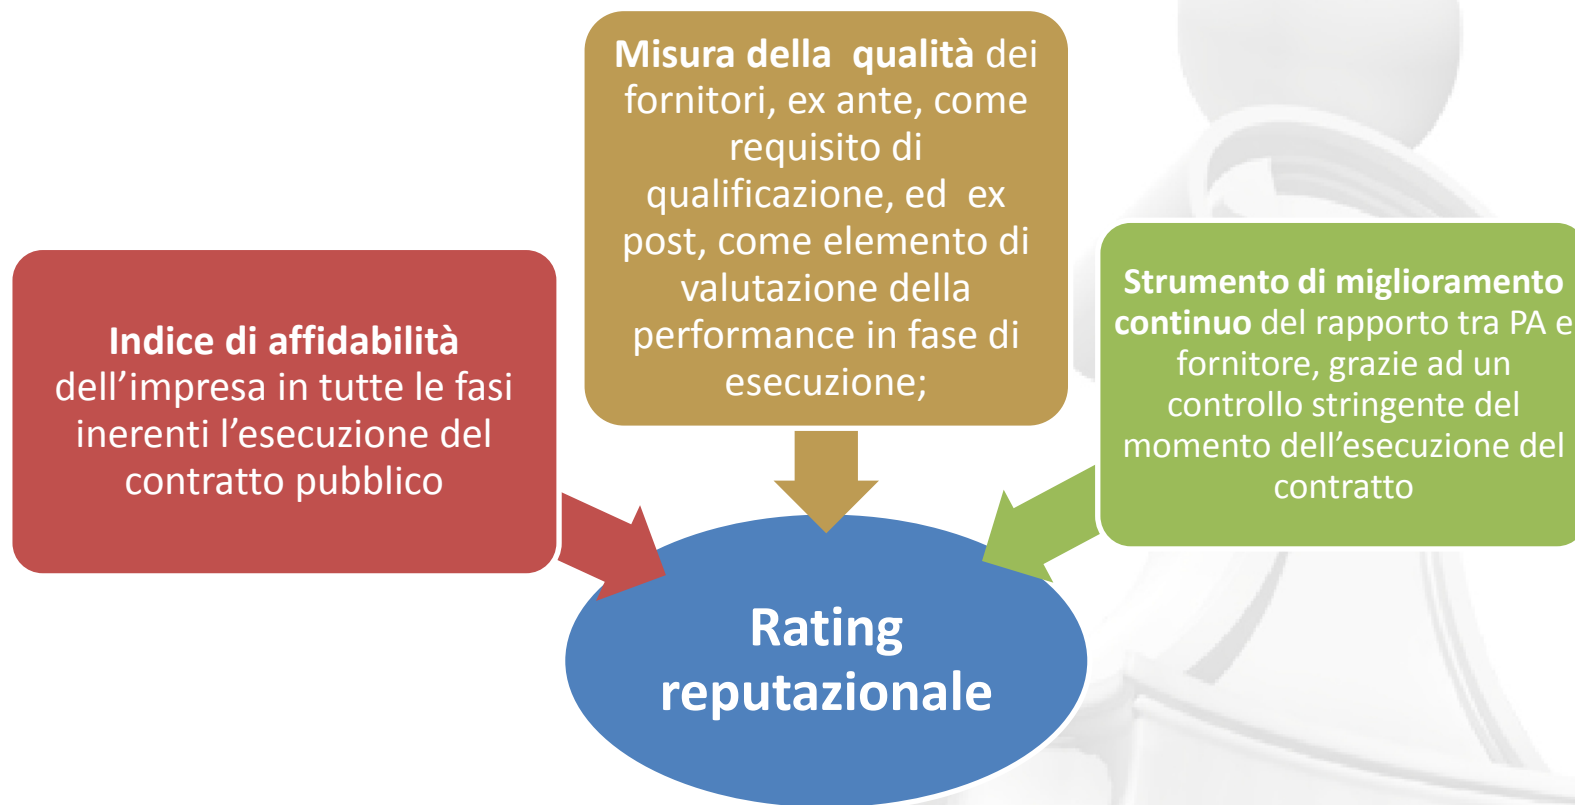 Misura della qualità dei
fornitori, ex ante, come
requisito di
qualificazione, ed ex
post, come elemento di
valutazione della
performance in fase di
esecuzione;
Indice di affidabilità
dell’impresa in tutte le fasi
inerenti l’esecuzione del
contratto pubblico
Strumento di miglioramento
continuo del rapporto tra PA e
fornitore, grazie ad un
controllo stringente del
momento dell’esecuzione del
contratto
Rating
reputazionale